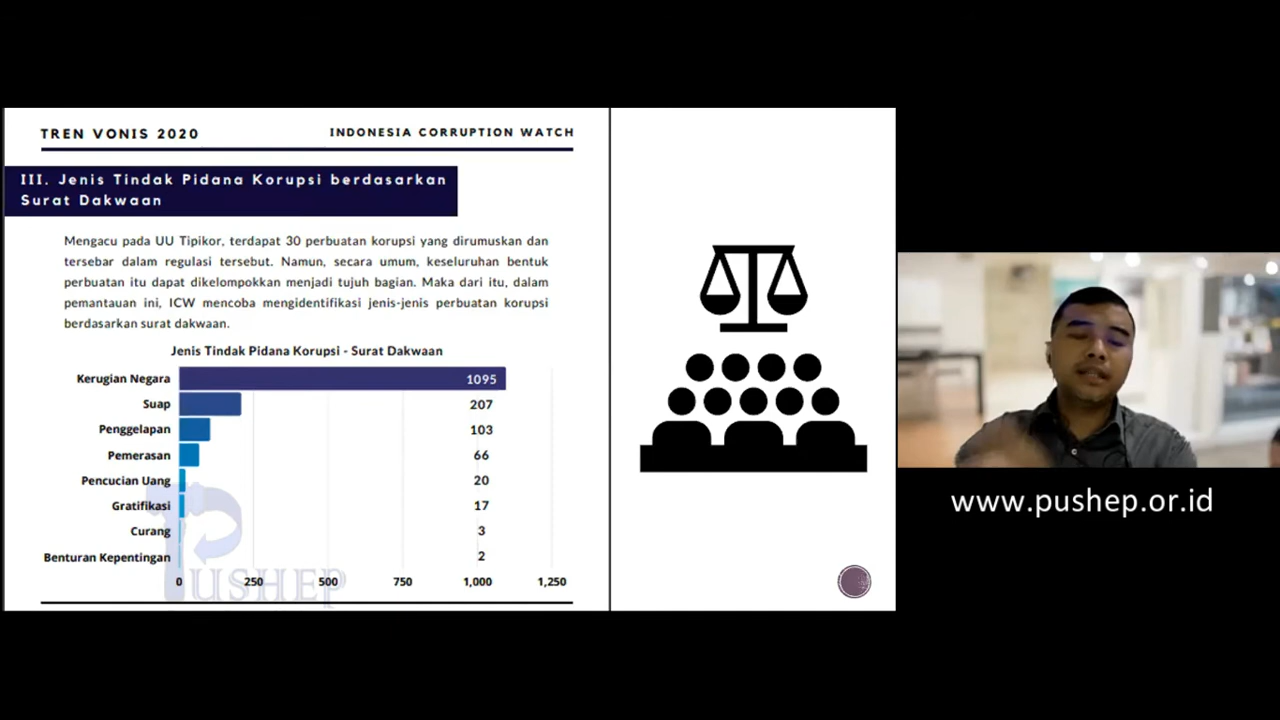 TREN VONIS 2020
INDONESIA CORRUPTION WATCH
III. Jenis Tindak Pidana Korupsi berdasarkan
Surat Dakwaan
Mengacu pada UU Tipikor, terdapat 30 perbuatan korupsi yang dirumuskan dan
tersebar dalam regulasi tersebut. Namun, secara umum, keseluruhan bentuk
perbuatan itu dapat dikelompokkan menjadi tujuh bagian. Maka dari itu, dalam
pemantauan ini, ICW mencoba mengidentifikasi jenis-jenis perbuatan korupsi
berdasarkan surat dakwaan.
Jenis Tindak Pidana Korupsi - Surat Dakwaan
Kerugian Negara 1095
Suap 207
Penggelapan 103
Pemerasan 66
Pencucian Uang 20
Gratifikasi 17
Curang 3
Benturan Kepentingan 2
0 250 500 750 1,000 1,250
PUSHEP
www.pushep.or.id